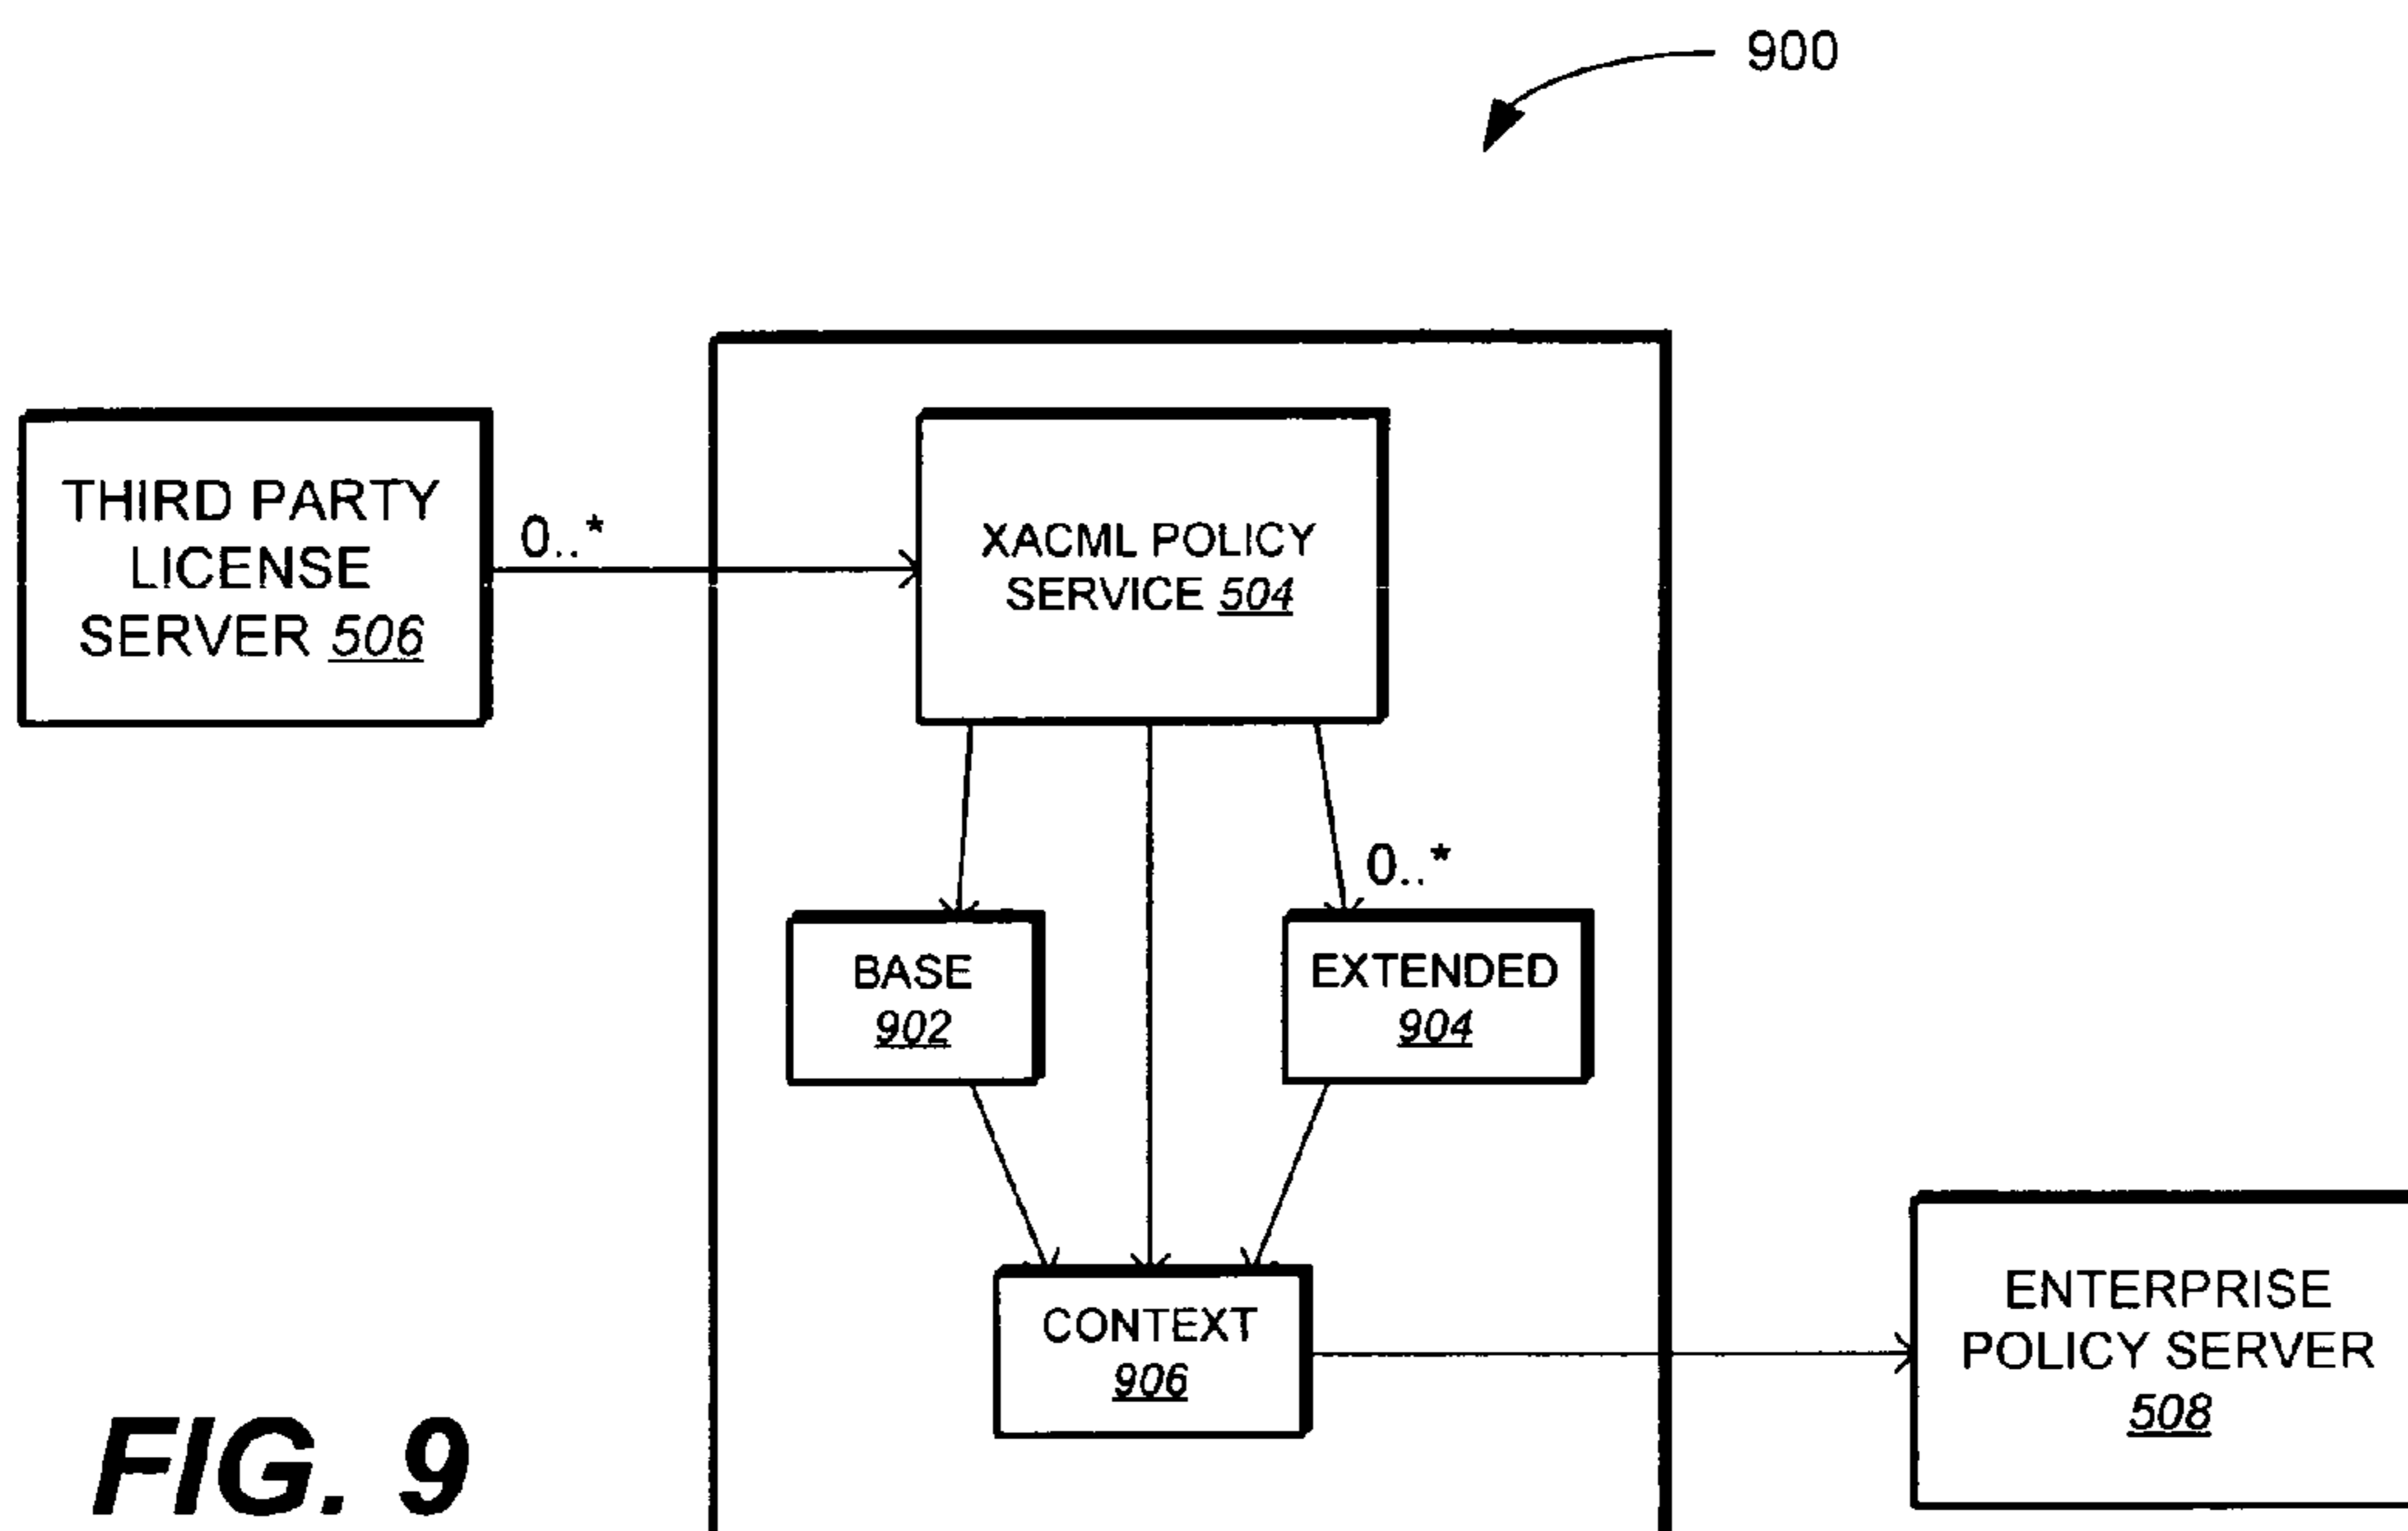 900
THIRD PARTY
LICENSE
SERVER 506
0..*
XACML POLICY
SERVICE 504
0..*
BASE
902
EXTENDED
904
CONTEXT
906
ENTERPRISE
POLICY SERVER
508
FIG. 9